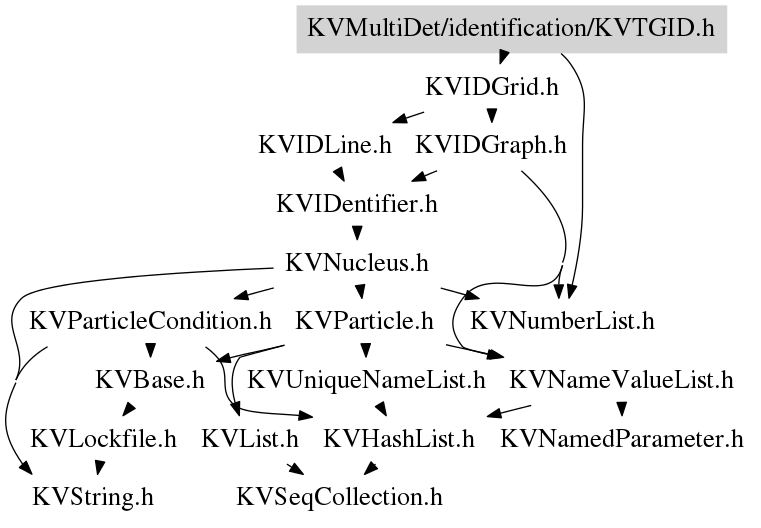 KVMultiDet/identification/KVTGID.h
KVIDGrid.h
KVIDLine.h
KVIDGraph.h
KVIDentifier.h
KVNucleus.h
KVParticleCondition.h
KVParticle.h
KVNumberList.h
KVBase.h
KVUniqueNameList.h
KVNameValueList.h
KVLockfile.h
KVList.h
KVHashList.h
KVNamedParameter.h
KVString.h
KVSeqCollection.h